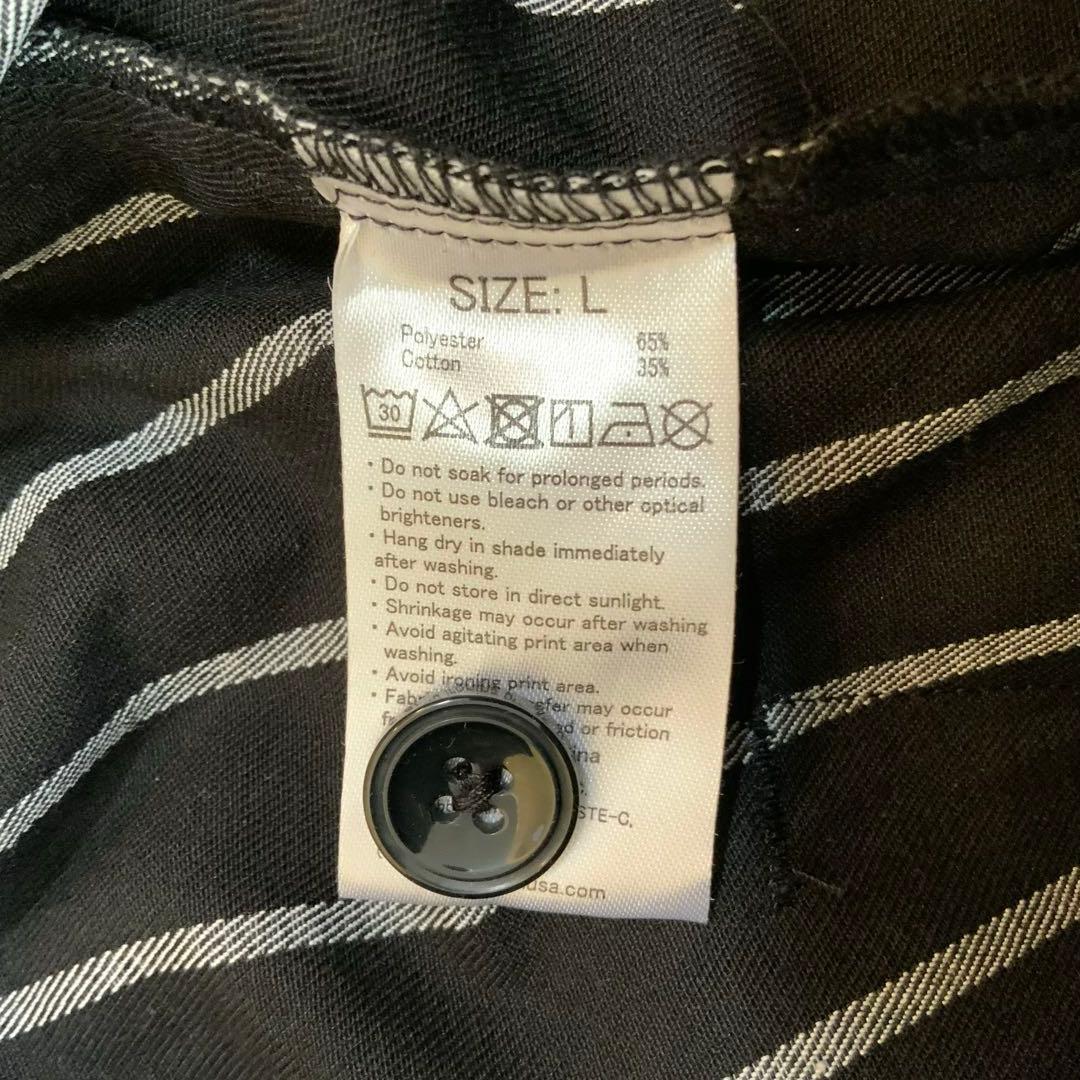 SIZE: L
Polyester 65%
Cotton 35%
30
· Do not soak for prolonged periods.
· Do not use bleach or other optical
brighteners.
· Hang dry in shade immediately
after washing.
· Do not store in direct sunlight.
· Shrinkage may occur after washing
· Avoid agitating print area when
washing.
· Avoid ironing print area.
· may occur
or friction
STE-C,
usa.com